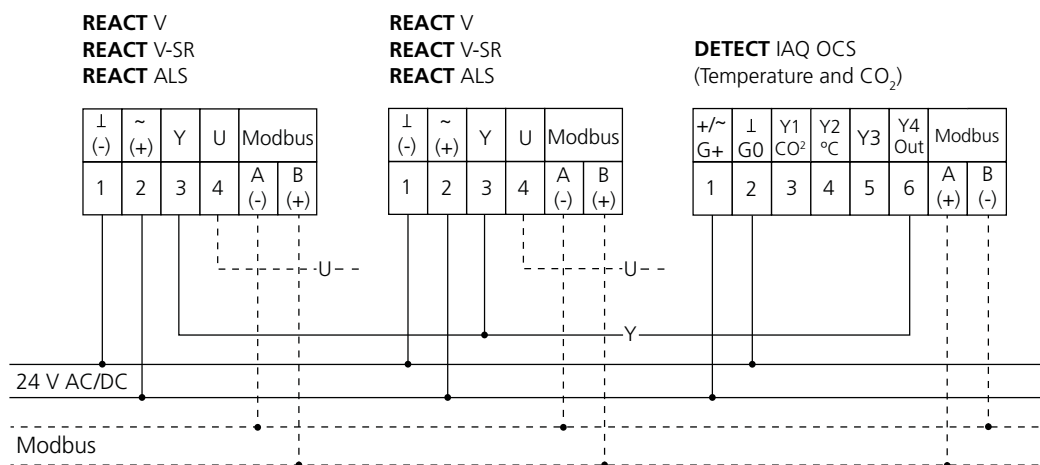 REACT V
REACT V-SR
REACT ALS
REACT V
REACT V-SR
REACT ALS
DETECT IAQ OCS
(Temperature and CO2)
⊥ ~ Y U Modbus
(-) (+)
1 2 3 4 A B
(-) (+)
⊥ ~ Y U Modbus
(-) (+)
1 2 3 4 A B
(-) (+)
+/~ ⊥ Y1 Y2 Y3 Y4 Modbus
G+ G0 CO² ºC Out
1 2 3 4 5 6 A B
(+) (-)
U
U
Y
24 V AC/DC
Modbus